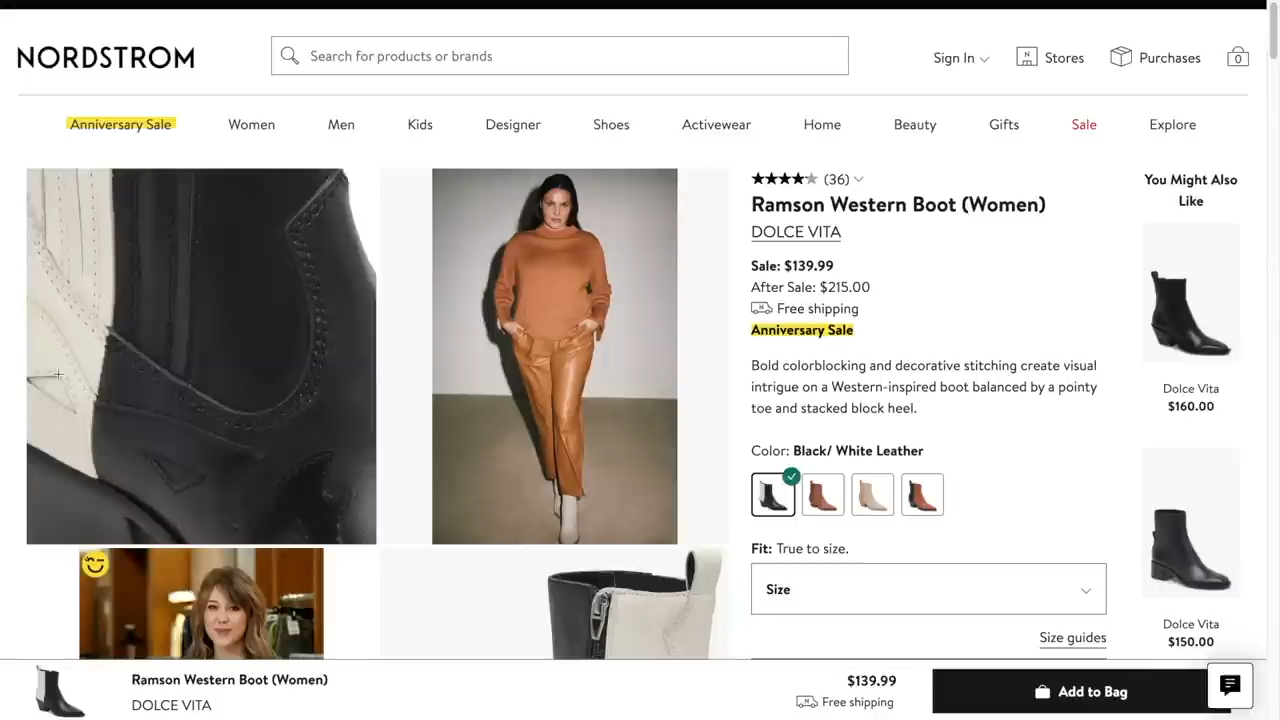 NORDSTROM
Search for products or brands
Sign In
N
Stores
Purchases
0
Anniversary Sale
Women
Men
Kids
Designer
Shoes
Activewear
Home
Beauty
Gifts
Sale
Explore
(36)
Ramson Western Boot (Women)
DOLCE VITA
Sale: $139.99
After Sale: $215.00
N
Free shipping
Anniversary Sale
Bold colorblocking and decorative stitching create visual
intrigue on a Western-inspired boot balanced by a pointy
toe and stacked block heel.
Color: Black/ White Leather
Fit: True to size.
Size
Size guides
You Might Also
Like
Dolce Vita
$160.00
Dolce Vita
$150.00
Ramson Western Boot (Women)
DOLCE VITA
$139.99
N
Free shipping
Add to Bag